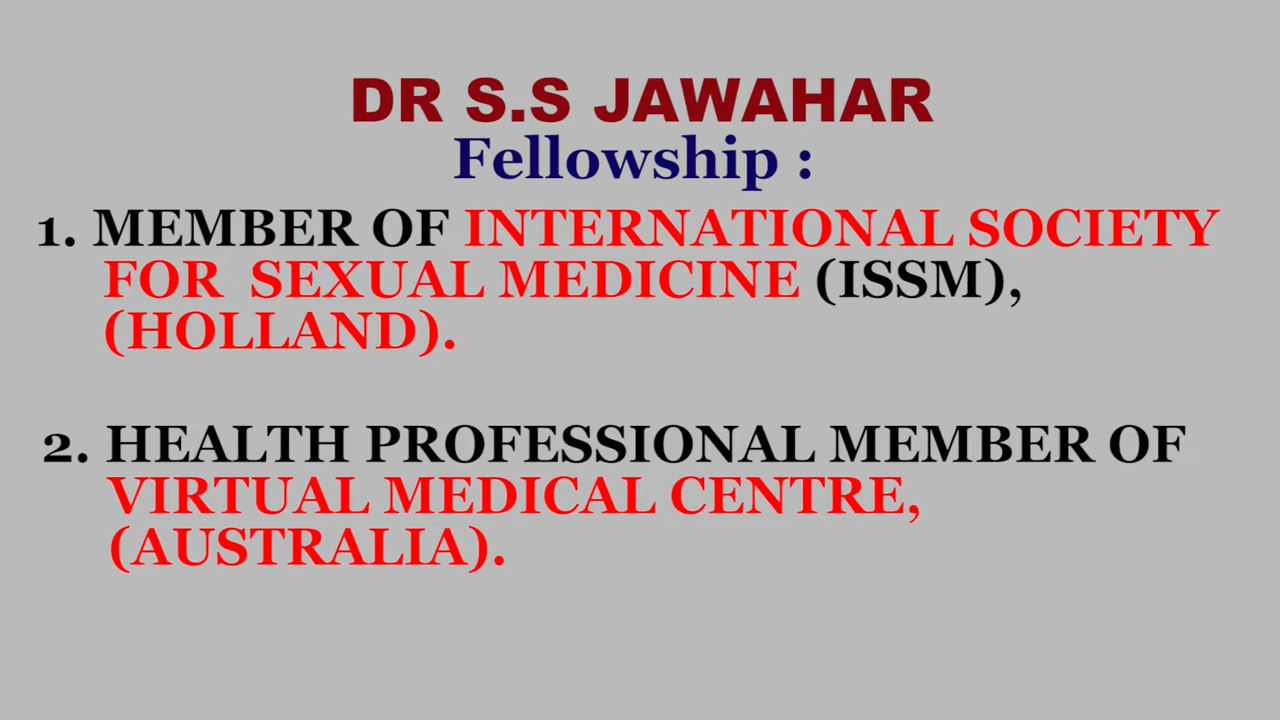 DR S.S JAWAHAR
Fellowship :
1. MEMBER OF INTERNATIONAL SOCIETY
FOR SEXUAL MEDICINE (ISSM),
(HOLLAND).
2. HEALTH PROFESSIONAL MEMBER OF
VIRTUAL MEDICAL CENTRE,
(AUSTRALIA).